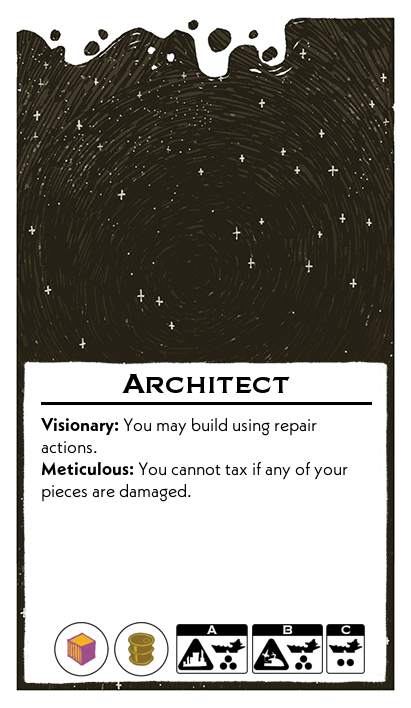 ARCHITECT
Visionary: You may build using repair
actions.
Meticulous: You cannot tax if any of your
pieces are damaged.
A B C